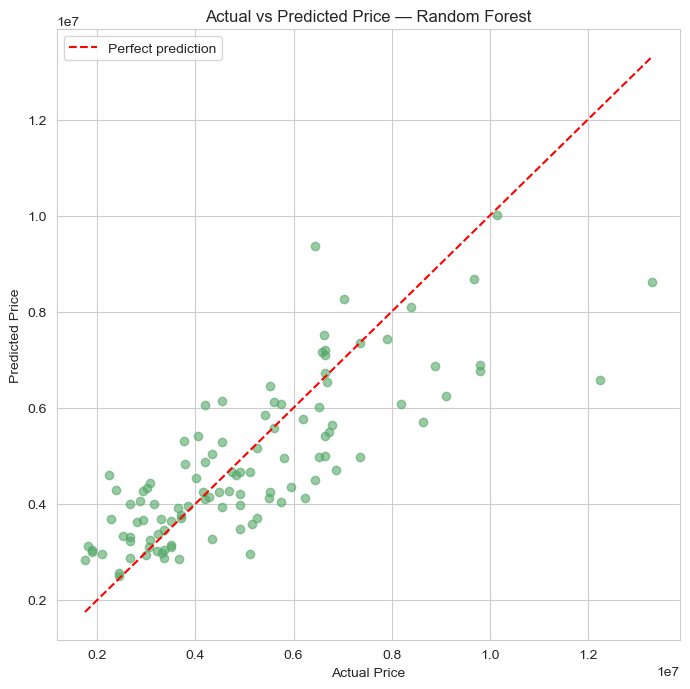 Actual vs Predicted Price — Random Forest
1e7
Perfect prediction
1.2
1.0
0.8
0.6
0.4
0.2
Predicted Price
0.2 0.4 0.6 0.8 1.0 1.2
1e7
Actual Price